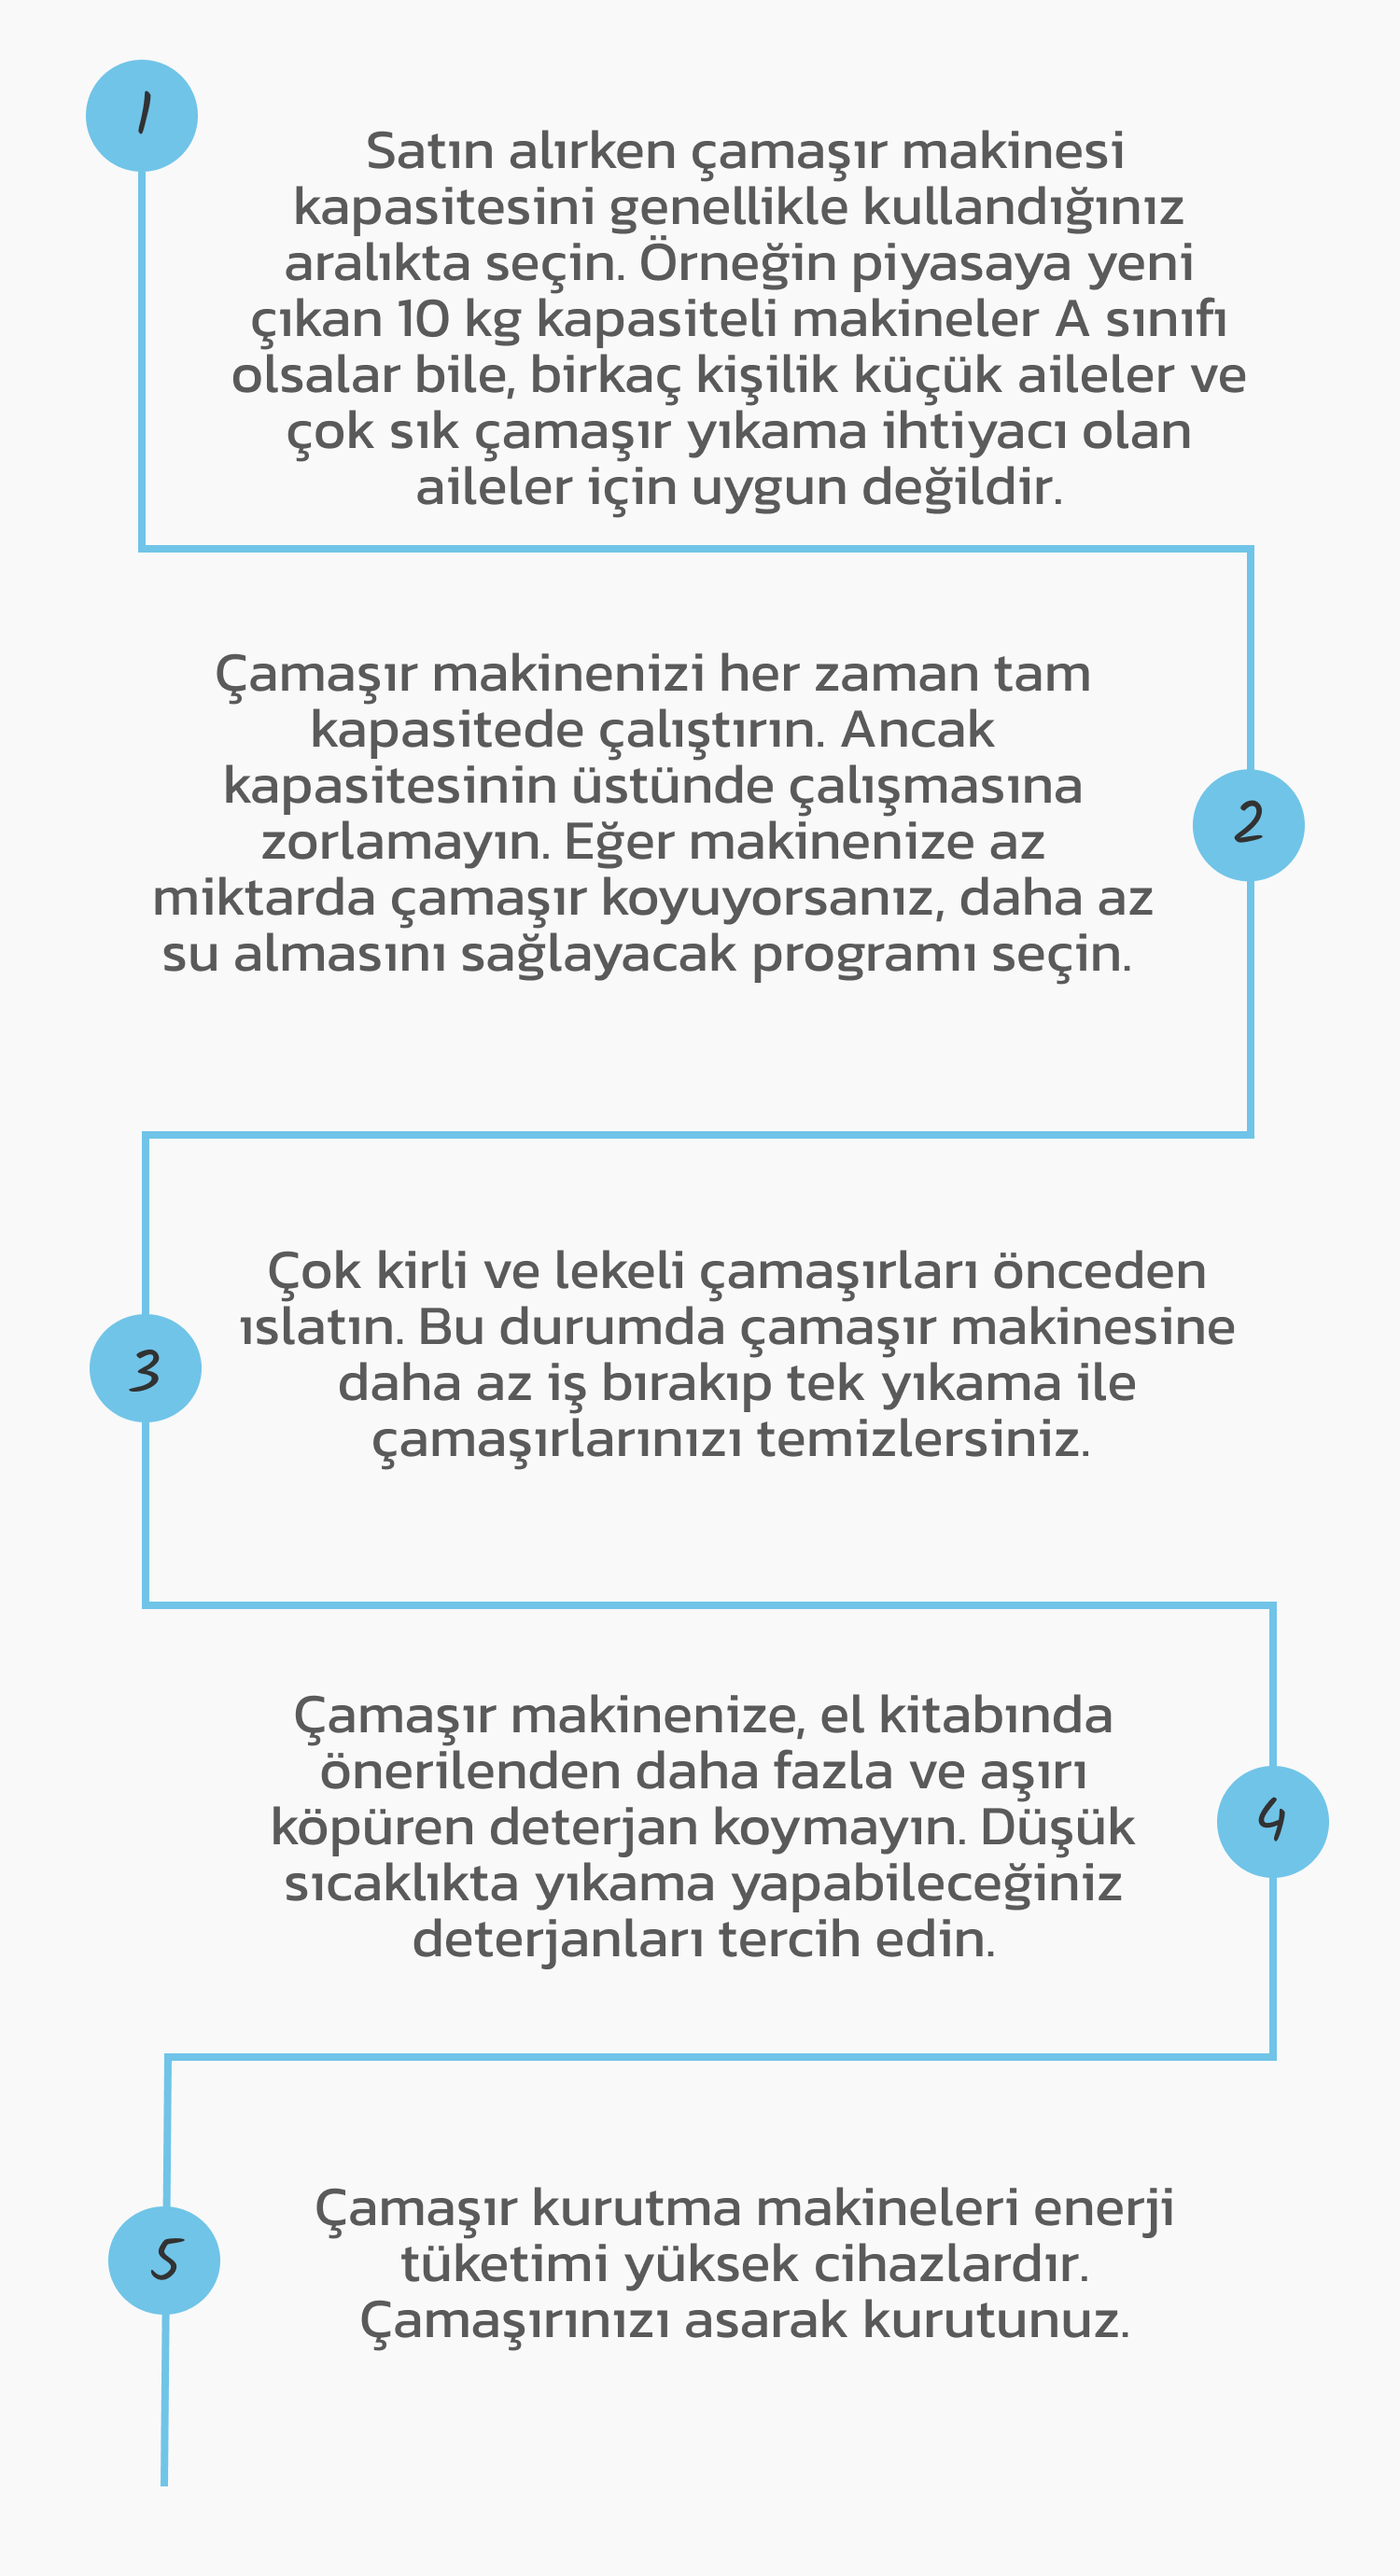 1
Satın alırken çamaşır makinesi
kapasitesini genellikle kullandığınız
aralıkta seçin. Örneğin piyasaya yeni
çıkan 10 kg kapasiteli makineler A sınıfı
olsalar bile, birkaç kişilik küçük aileler ve
çok sık çamaşır yıkama ihtiyacı olan
aileler için uygun değildir.
Çamaşır makinenizi her zaman tam
kapasitede çalıştırın. Ancak
kapasitesinin üstünde çalışmasına
zorlamayın. Eğer makinenize az
miktarda çamaşır koyuyorsanız, daha az
su almasını sağlayacak programı seçin.
2
Çok kirli ve lekeli çamaşırları önceden
ıslatın. Bu durumda çamaşır makinesine
daha az iş bırakıp tek yıkama ile
çamaşırlarınızı temizlersiniz.
3
Çamaşır makinenize, el kitabında
önerilenden daha fazla ve aşırı
köpüren deterjan koymayın. Düşük
sıcaklıkta yıkama yapabileceğiniz
deterjanları tercih edin.
4
Çamaşır kurutma makineleri enerji
tüketimi yüksek cihazlardır.
Çamaşırınızı asarak kurutunuz.
5